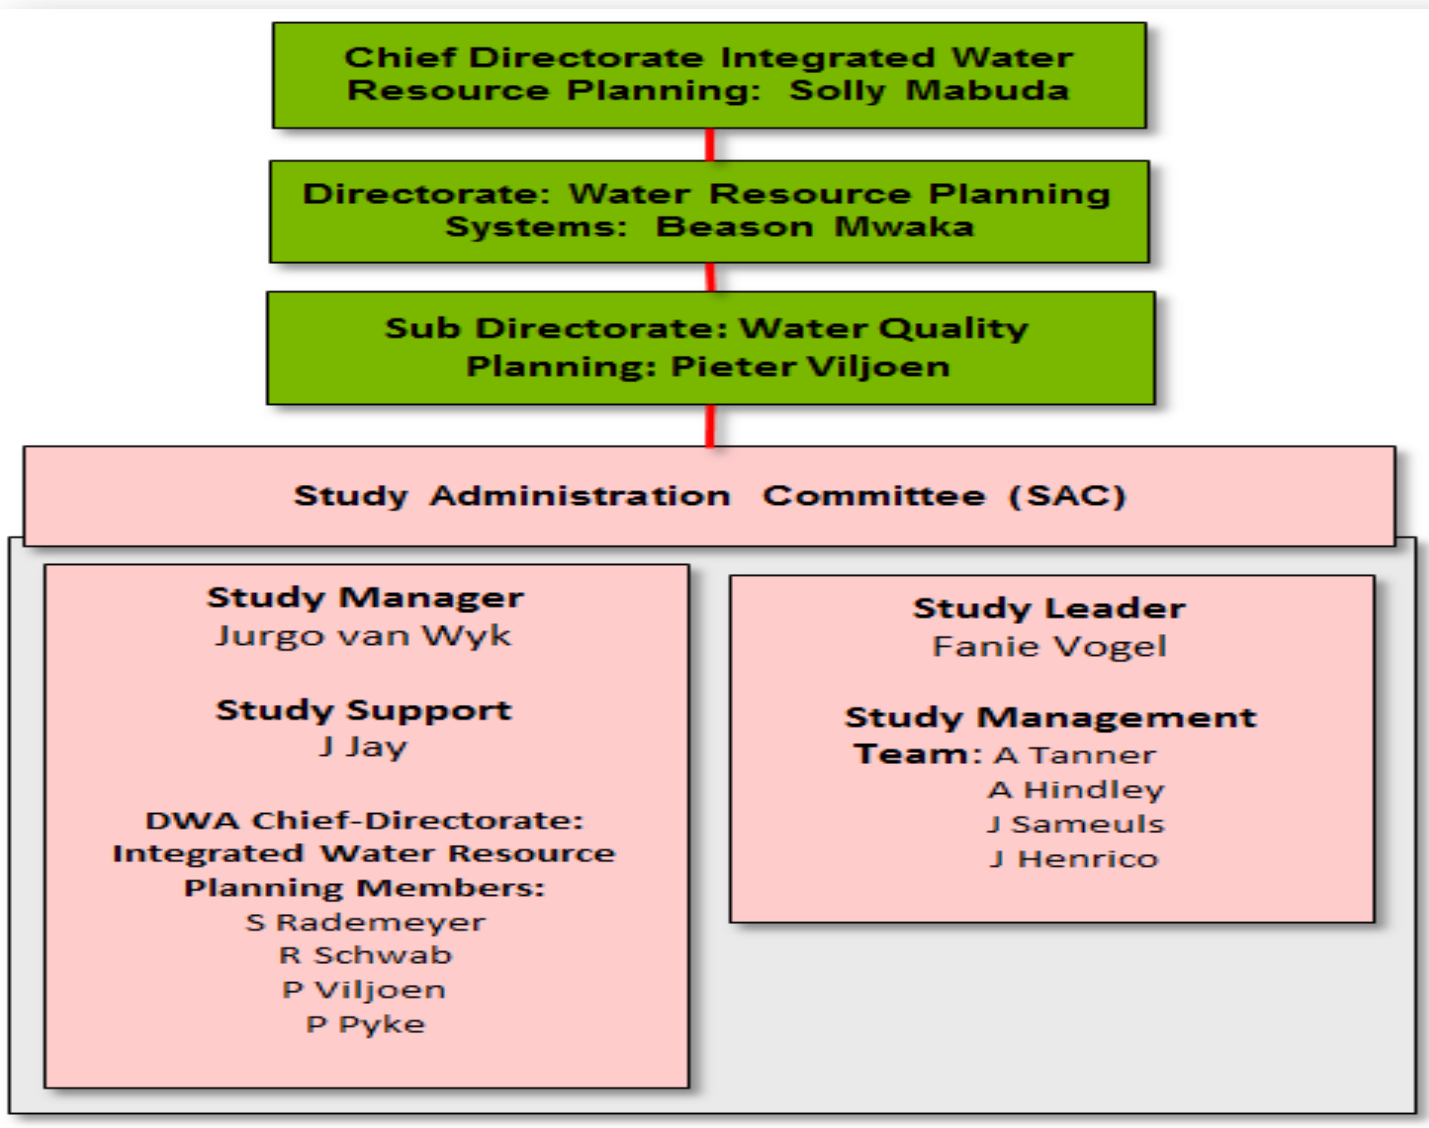 Chief Directorate Integrated Water
Resource Planning: Solly Mabuda
Directorate: Water Resource Planning
Systems: Beason Mwaka
Sub Directorate: Water Quality
Planning: Pieter Viljoen
Study Administration Committee (SAC)
Study Manager
Jurgo van Wyk
Study Support
J Jay
DWA Chief-Directorate:
Integrated Water Resource
Planning Members:
S Rademeyer
R Schwab
P Viljoen
P Pyke
Study Leader
Fanie Vogel
Study Management
Team: A Tanner
A Hindley
J Sameuls
J Henrico